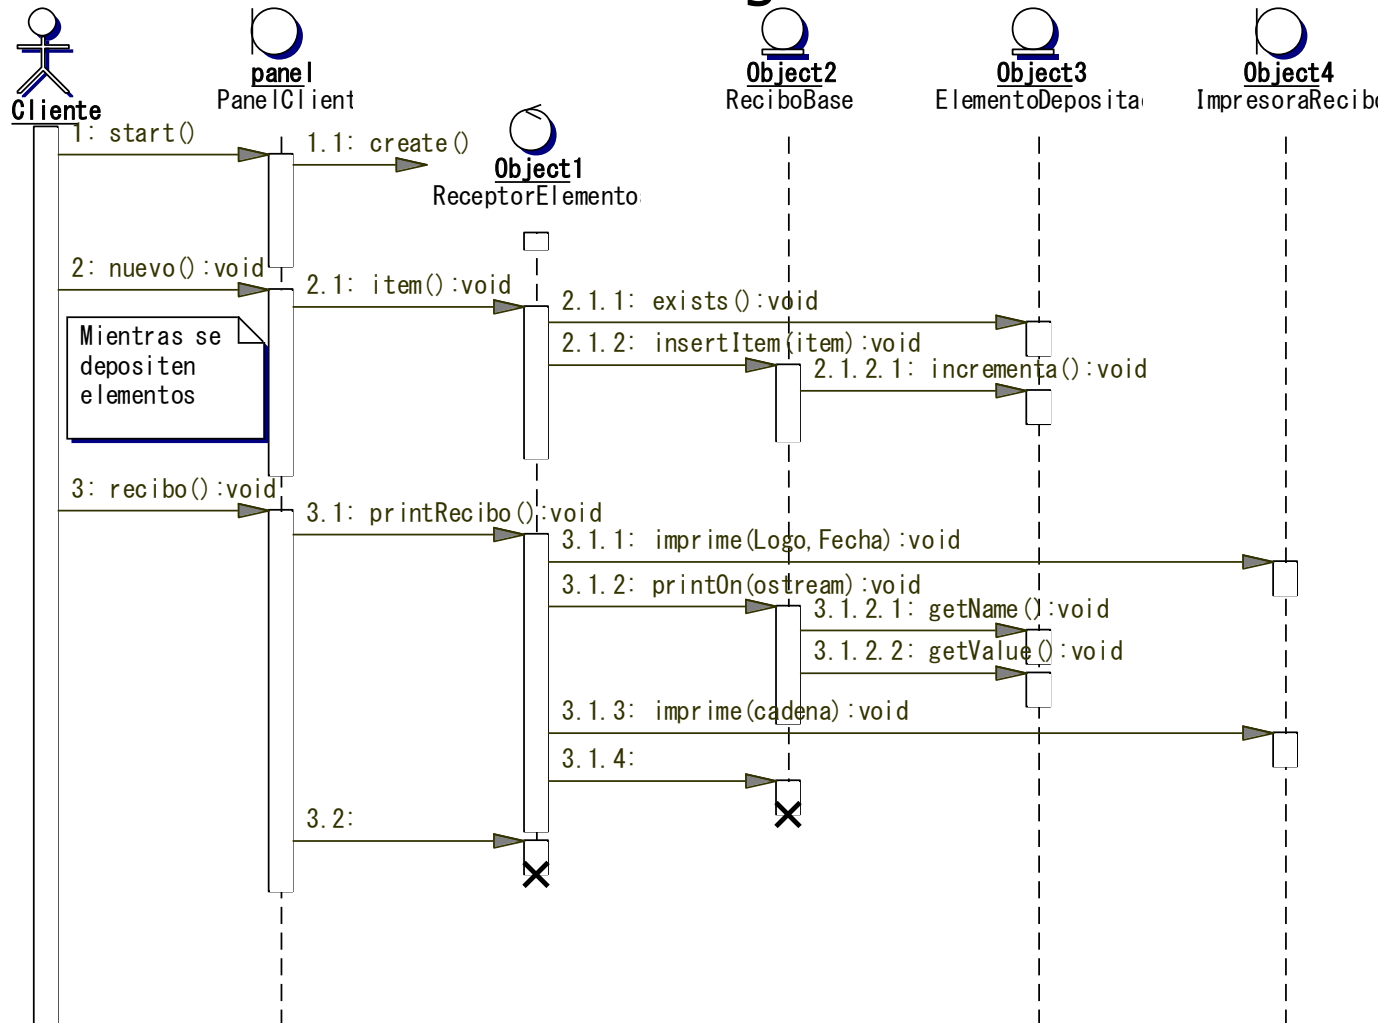 Cliente
panel
PanelClient
Object1
ReceptorElemento
Object2
ReciboBase
Object3
ElementoDeposita
Object4
ImpresoraRecibo
1: start()
1.1: create()
2: nuevo():void
2.1: item():void
2.1.1: exists():void
2.1.2: insertItem(item):void
2.1.2.1: incrementa():void
Mientras se
depositen
elementos
3: recibo():void
3.1: printRecibo():void
3.1.1: imprime(Logo,Fecha):void
3.1.2: printOn(ostream):void
3.1.2.1: getName():void
3.1.2.2: getValue():void
3.1.3: imprime(cadena):void
3.1.4:
3.2: